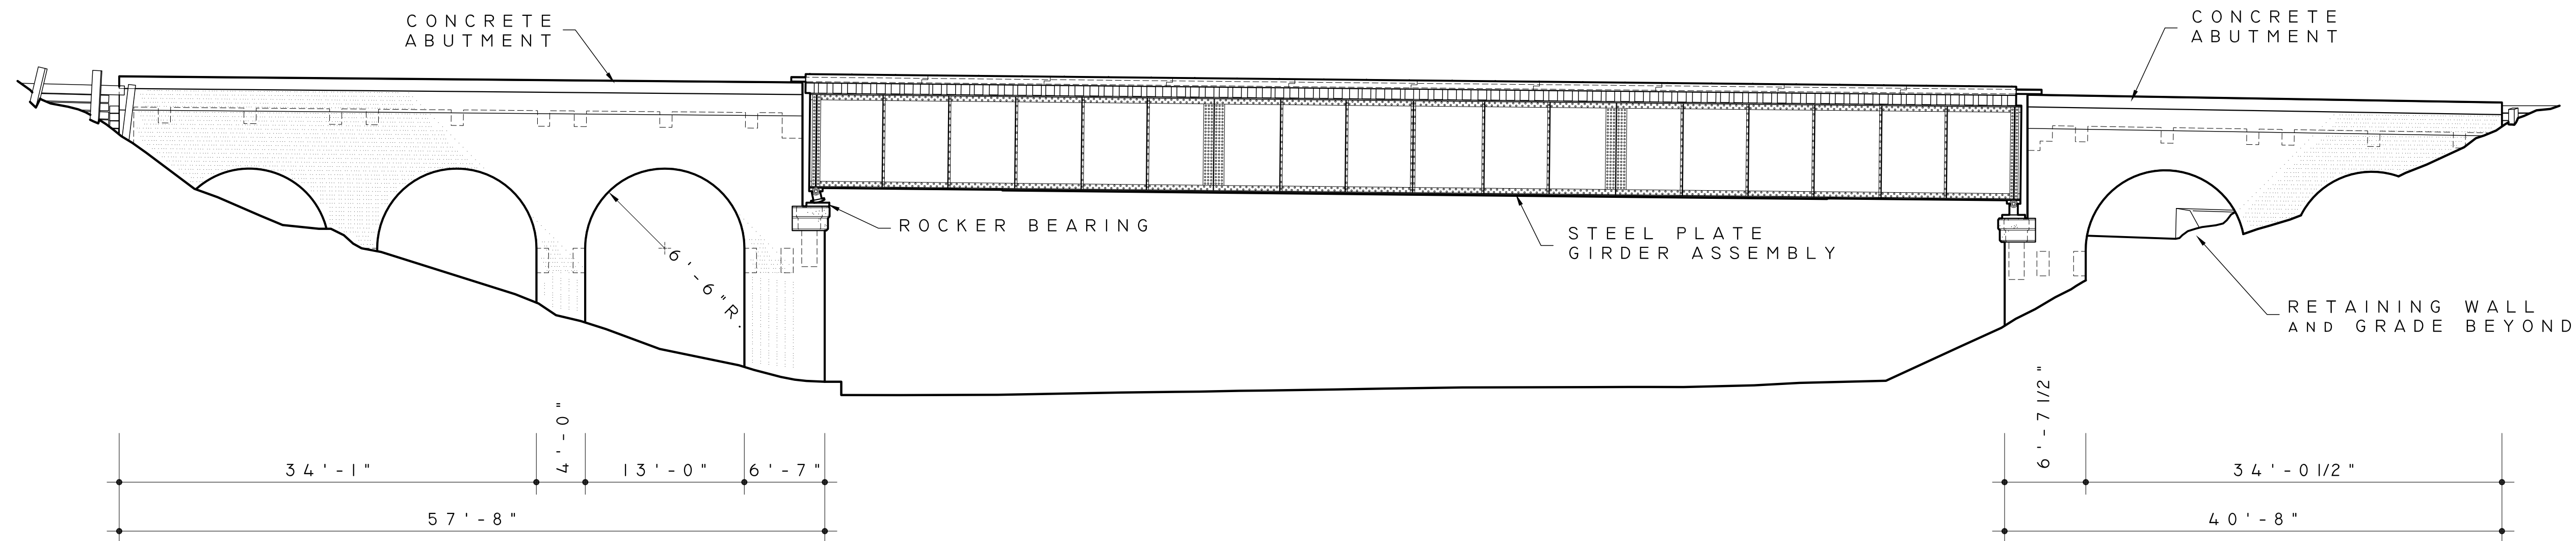 CONCRETE
ABUTMENT
CONCRETE
ABUTMENT
ROCKER BEARING
STEEL PLATE
GIRDER ASSEMBLY
6'-6"R.
RETAINING WALL
AND GRADE BEYOND
34'-1"
4'-0"
13'-0"
6'-7"
6'-7 1/2"
34'-0 1/2"
57'-8"
40'-8"